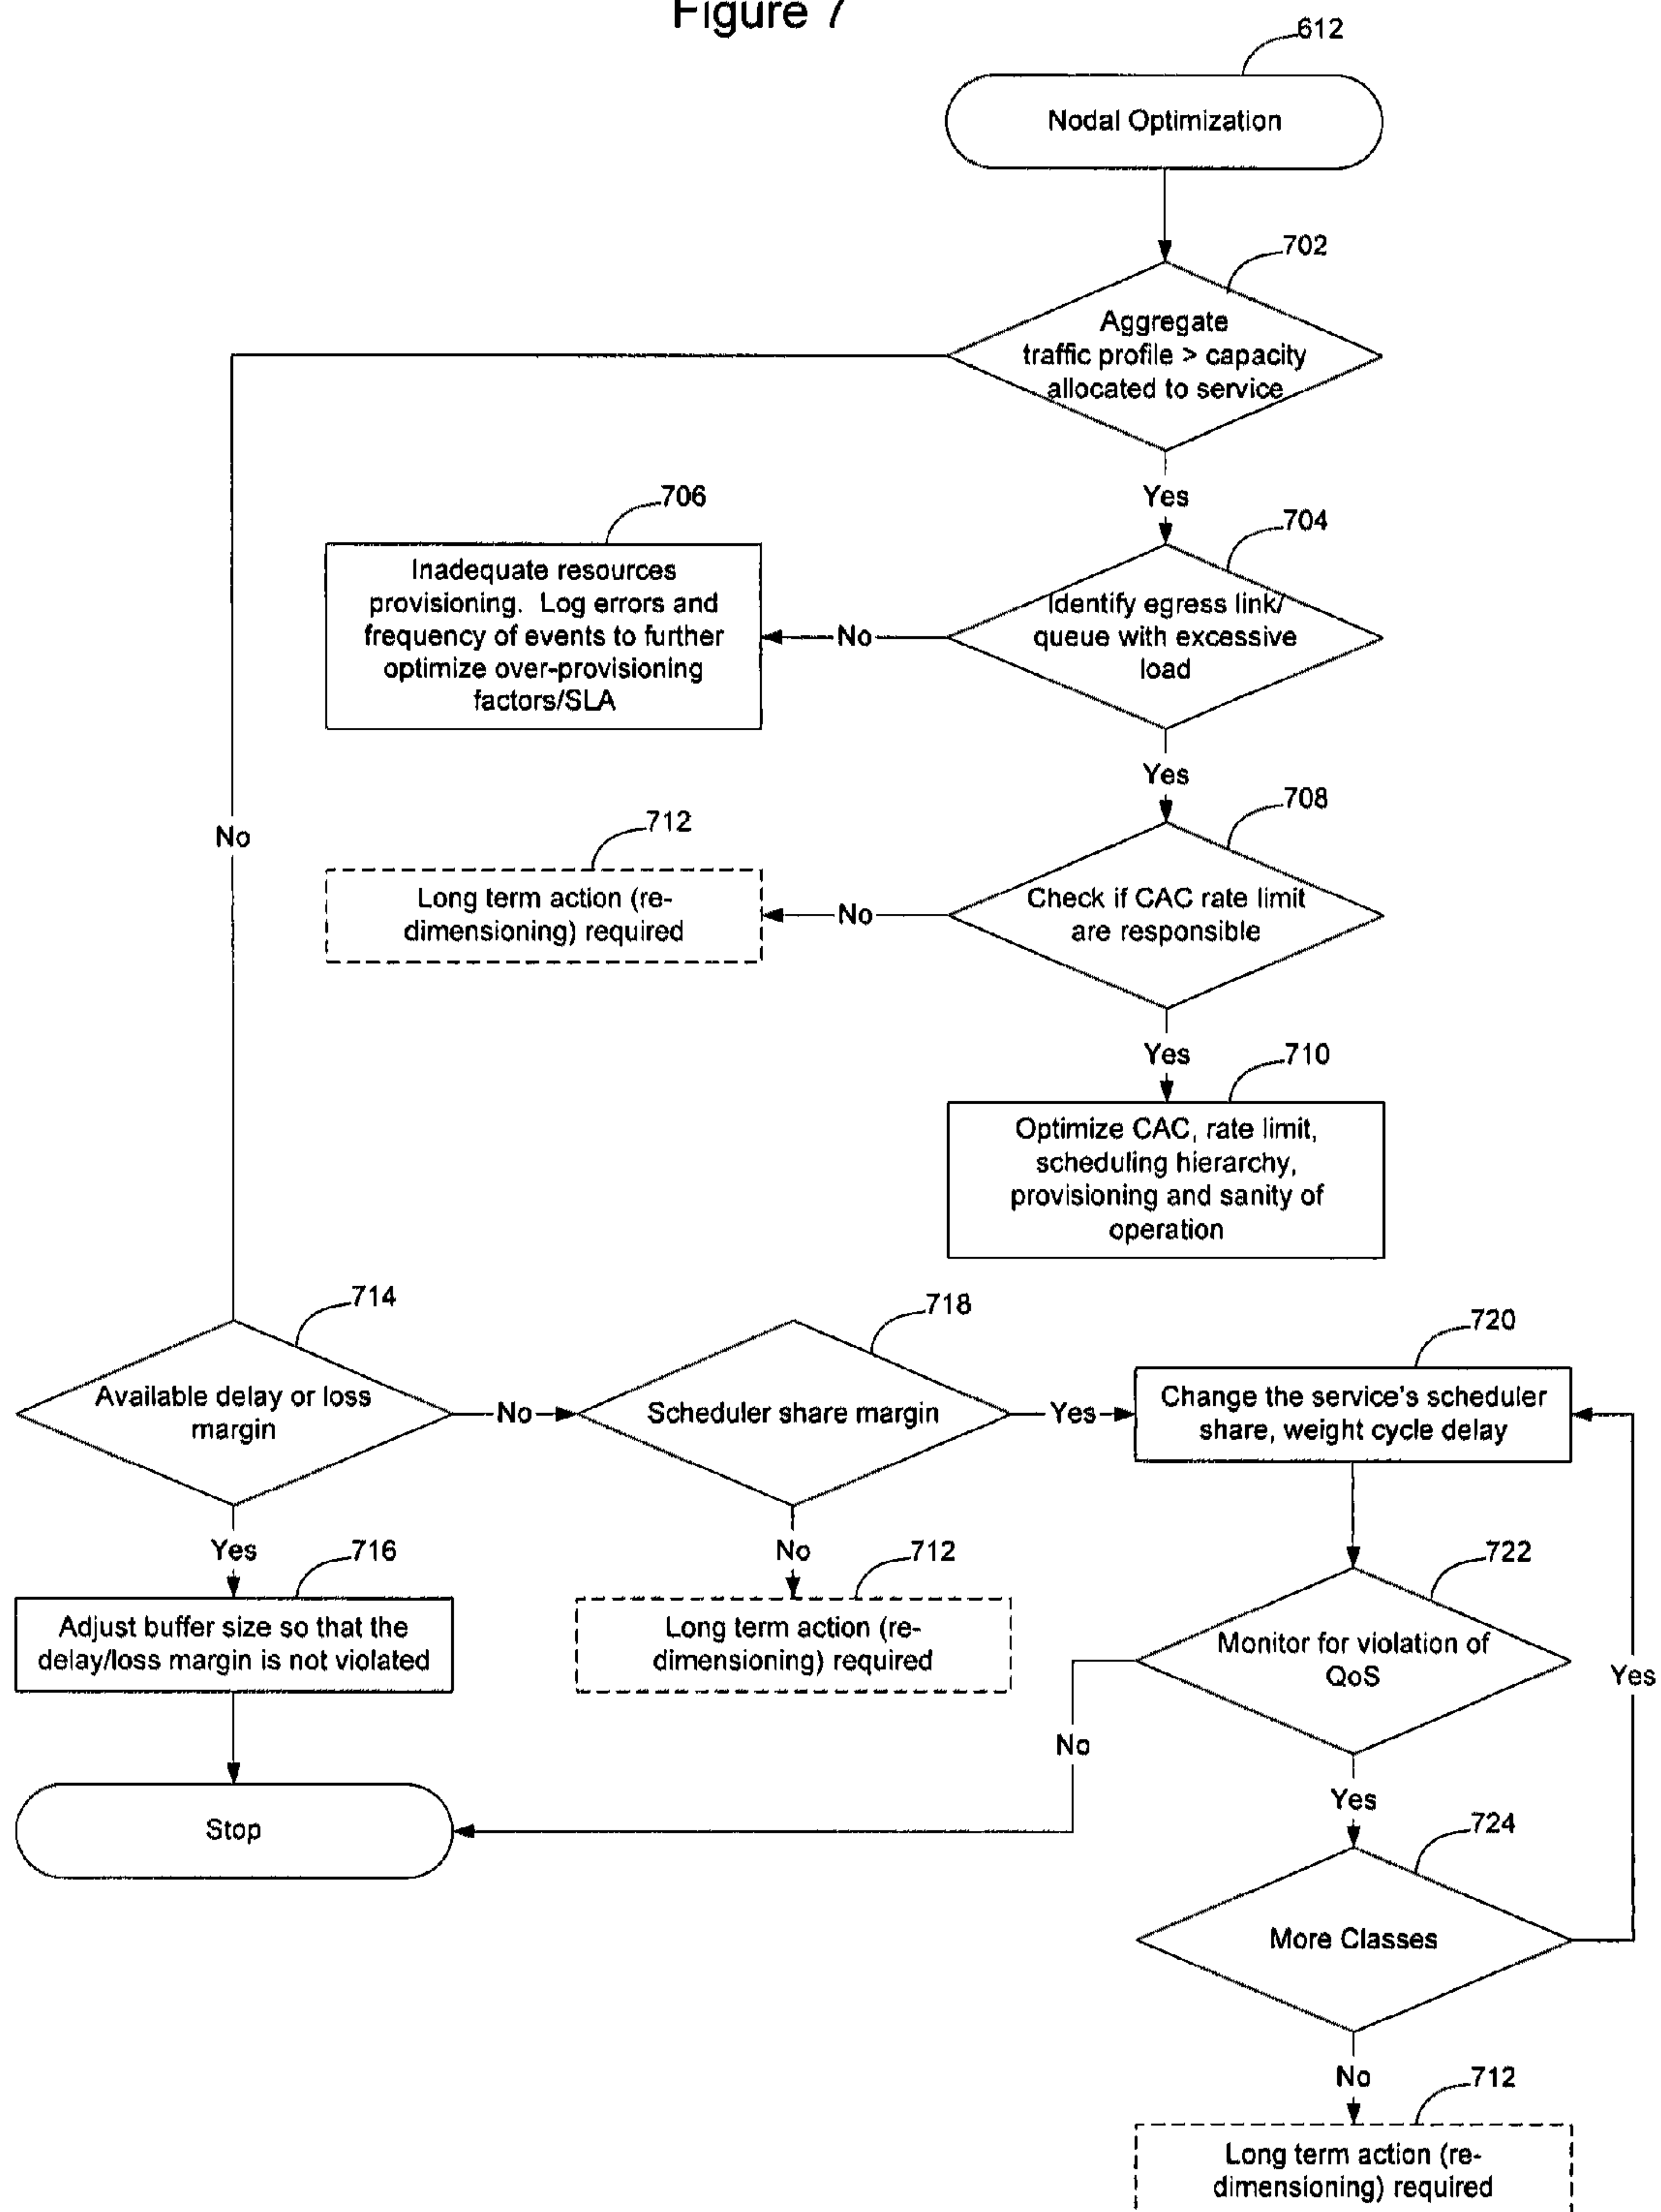 Figure 7
612
Nodal Optimization
702
Aggregate
traffic profile > capacity
allocated to service
Yes
706
704
Inadequate resources
provisioning. Log errors and
frequency of events to further
optimize over-provisioning
factors/SLA
No
Identify egress link/
queue with excessive
load
Yes
708
No
712
Long term action (re-
dimensioning) required
No
Check if CAC rate limit
are responsible
Yes
710
Optimize CAC, rate limit,
scheduling hierarchy,
provisioning and sanity of
operation
714
718
720
Available delay or loss
margin
No
Scheduler share margin
Yes
Change the service's scheduler
share, weight cycle delay
Yes
716
No
712
722
Adjust buffer size so that the
delay/loss margin is not violated
Long term action (re-
dimensioning) required
Monitor for violation of
QoS
Yes
No
Yes
Stop
724
More Classes
No
712
Long term action (re-
dimensioning) required